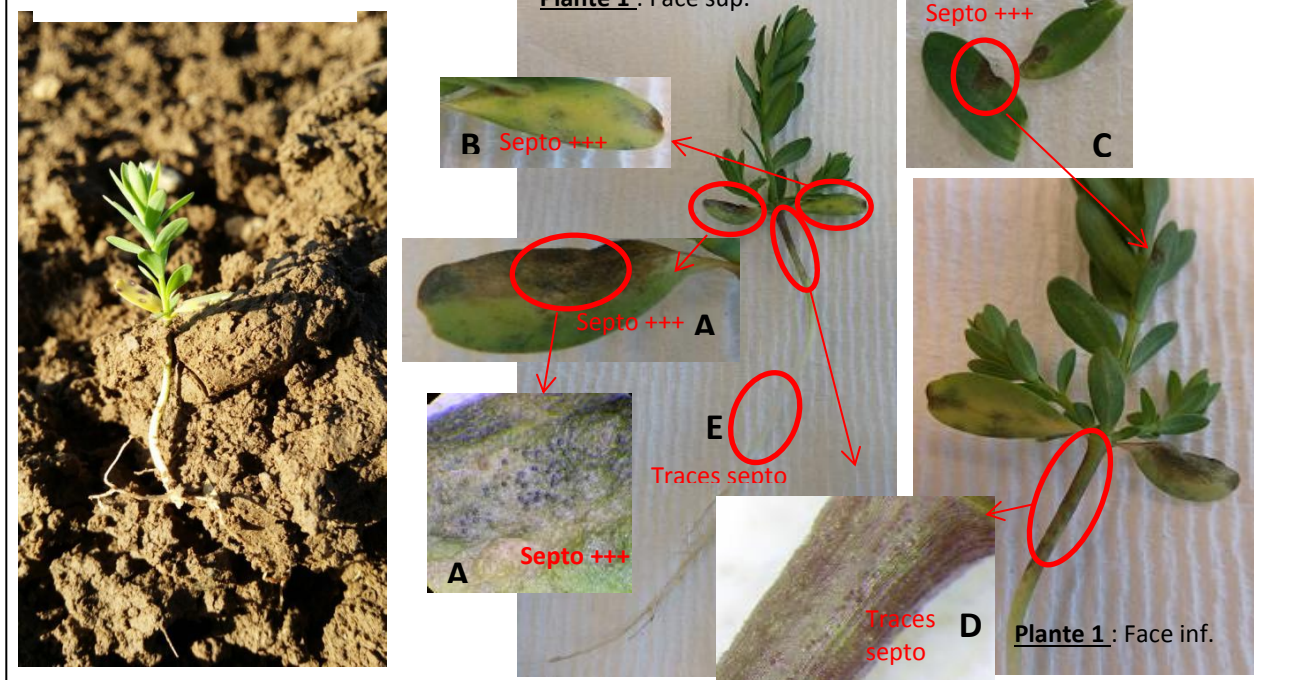 Plante 1 : Face sup.
Septo +++
B
Septo +++
C
Septo +++
A
E
Traces septo
Septo +++
A
Traces
septo
D
Plante 1 : Face inf.